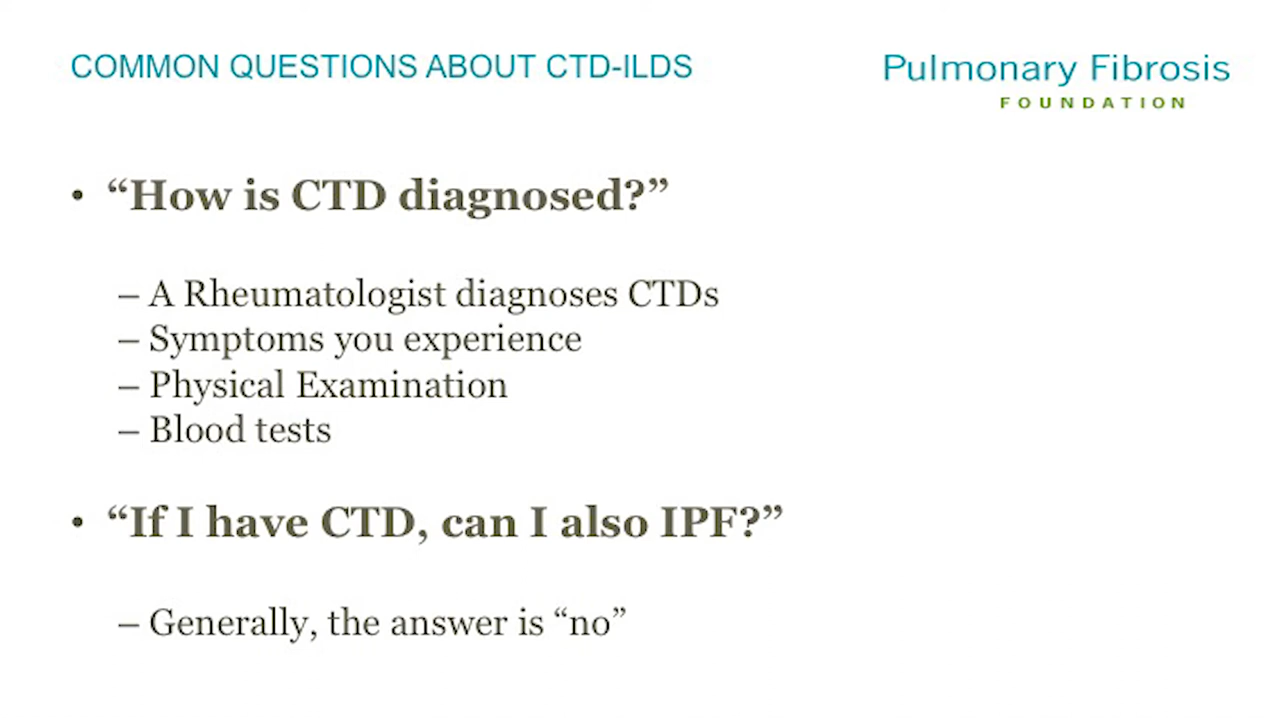 COMMON QUESTIONS ABOUT CTD-ILDS
Pulmonary Fibrosis
FOUNDATION
• “How is CTD diagnosed?”
– A Rheumatologist diagnoses CTDs
– Symptoms you experience
– Physical Examination
– Blood tests
• “If I have CTD, can I also IPF?”
– Generally, the answer is “no”